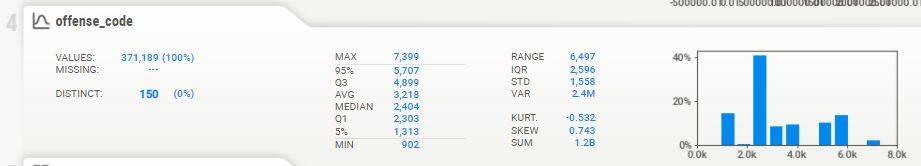 4 offense_code
VALUES: 371,189 (100%)
MISSING: ---
DISTINCT: 150 (0%)
MAX 7,399
95% 5,707
Q3 4,899
AVG 3,218
MEDIAN 2,404
Q1 2,303
5% 1,313
MIN 902
RANGE 6,497
IQR 2,596
STD 1,558
VAR 2.4M
KURT. -0.532
SKEW 0.743
SUM 1.2B
40%
20%
0%
0.0k 2.0k 4.0k 6.0k 8.0k